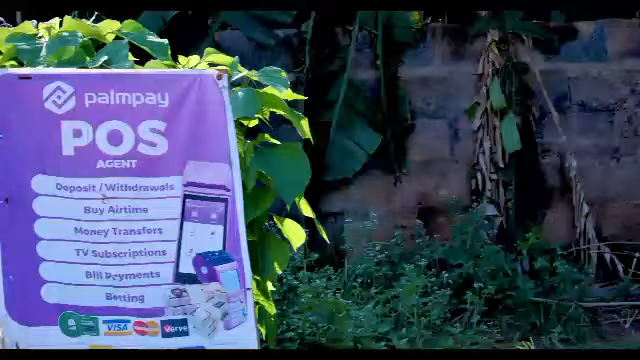 palmpay
POS
AGENT
Deposit / Withdrawals
Buy Airtime
Money Transfers
TV Subscriptions
Bill Payments
Betting
VISA
Verve